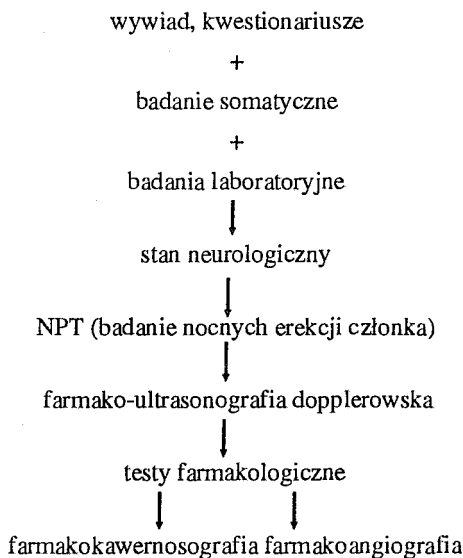 wywiad, kwestionariusze
+
badanie somatyczne
+
badania laboratoryjne
stan neurologiczny
NPT (badanie nocnych erekcji członka)
farmako-ultrasonografia dopplerowska
testy farmakologiczne
farmakokawernosografia farmakoangiografia